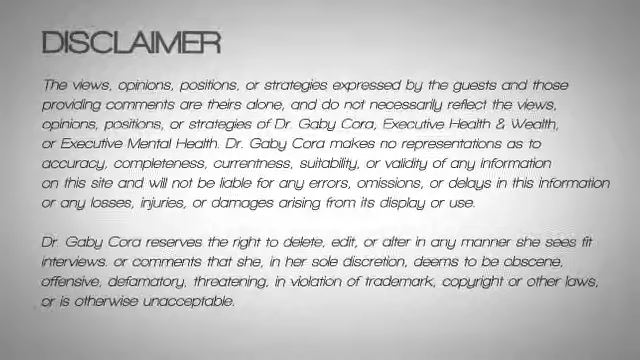 DISCLAIMER
The views, opinions, positions, or strategies expressed by the guests and those
providing comments are theirs alone, and do not necessarily reflect the views,
opinions, positions, or strategies of Dr. Gaby Cora, Executive Health & Wealth,
or Executive Mental Health. Dr. Gaby Cora makes no representations as to
accuracy, completeness, currentness, suitability, or validity of any information
on this site and will not be liable for any errors, omissions, or delays in this information
or any losses, injuries, or damages arising from its display or use.
Dr. Gaby Cora reserves the right to delete, edit, or alter in any manner she sees fit
interviews. or comments that she, in her sole discretion, deems to be obscene,
offensive, defamatory, threatening, in violation of trademark, copyright or other laws,
or is otherwise unacceptable.